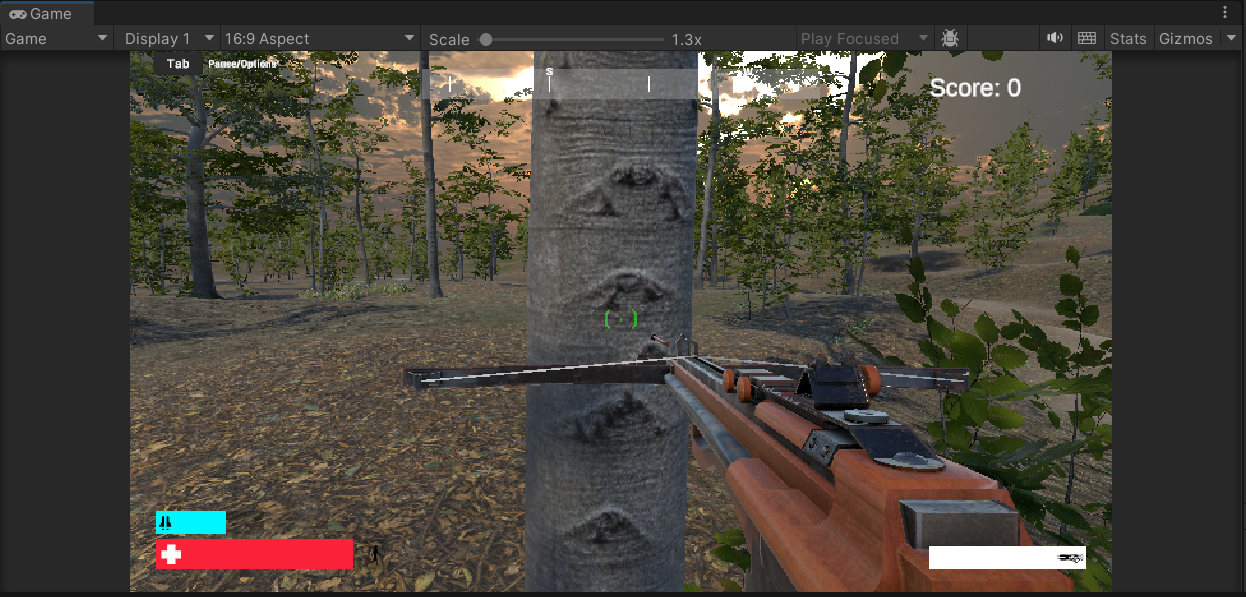 Game
Game Display 1 16:9 Aspect Scale 1.3x Play Focused Stats Gizmos
Tab Pause/Options
S
Score: 0